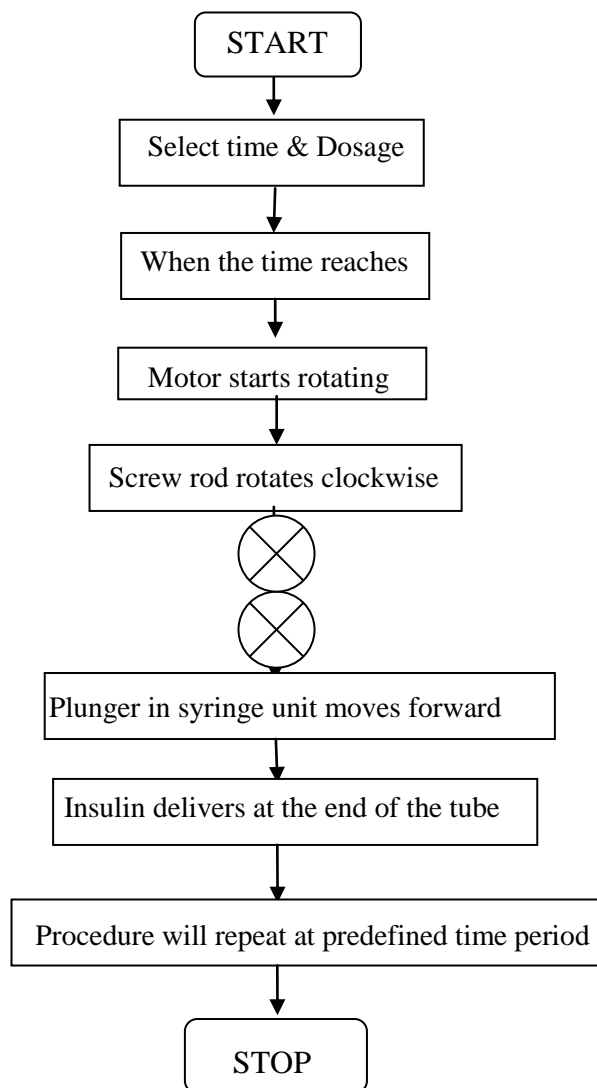 START
Select time & Dosage
When the time reaches
Motor starts rotating
Screw rod rotates clockwise
Plunger in syringe unit moves forward
Insulin delivers at the end of the tube
Procedure will repeat at predefined time period
STOP